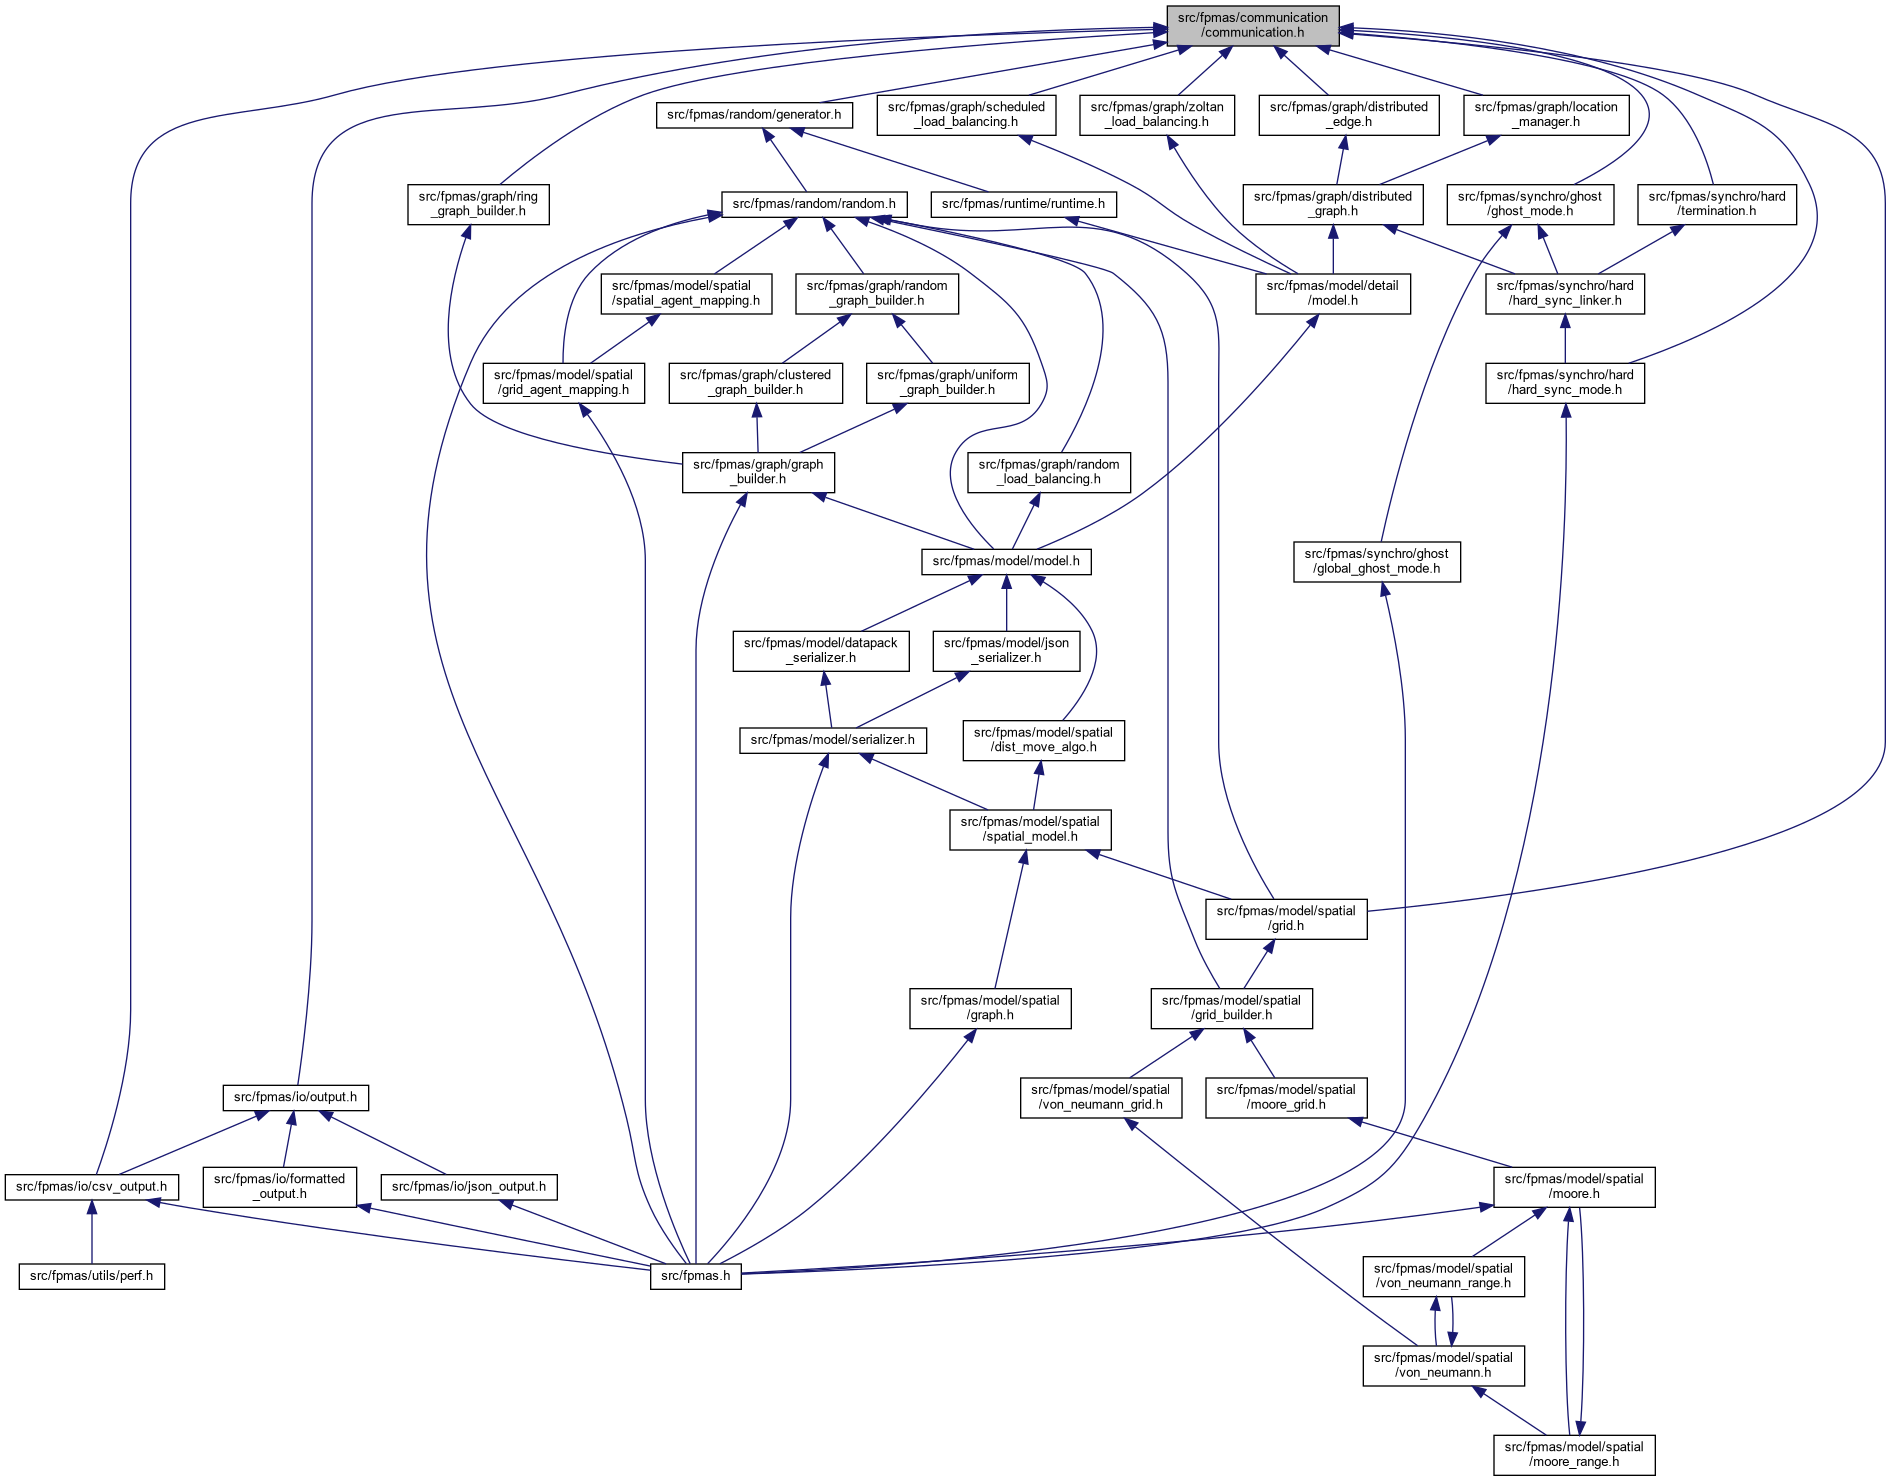 src/fpmas/communication
/communication.h
src/fpmas/random/generator.h
src/fpmas/graph/scheduled
_load_balancing.h
src/fpmas/graph/zoltan
_load_balancing.h
src/fpmas/graph/distributed
_edge.h
src/fpmas/graph/location
_manager.h
src/fpmas/graph/ring
_graph_builder.h
src/fpmas/random/random.h
src/fpmas/runtime/runtime.h
src/fpmas/graph/distributed
_graph.h
src/fpmas/synchro/ghost
/ghost_mode.h
src/fpmas/synchro/hard
/termination.h
src/fpmas/model/spatial
/spatial_agent_mapping.h
src/fpmas/graph/random
_graph_builder.h
src/fpmas/model/detail
/model.h
src/fpmas/synchro/hard
/hard_sync_linker.h
src/fpmas/model/spatial
/grid_agent_mapping.h
src/fpmas/graph/clustered
_graph_builder.h
src/fpmas/graph/uniform
_graph_builder.h
src/fpmas/synchro/hard
/hard_sync_mode.h
src/fpmas/graph/graph
_builder.h
src/fpmas/graph/random
_load_balancing.h
src/fpmas/model/model.h
src/fpmas/synchro/ghost
/global_ghost_mode.h
src/fpmas/model/datapack
_serializer.h
src/fpmas/model/json
_serializer.h
src/fpmas/model/serializer.h
src/fpmas/model/spatial
/dist_move_algo.h
src/fpmas/model/spatial
/spatial_model.h
src/fpmas/model/spatial
/grid.h
src/fpmas/model/spatial
/graph.h
src/fpmas/model/spatial
/grid_builder.h
src/fpmas/io/output.h
src/fpmas/model/spatial
/von_neumann_grid.h
src/fpmas/model/spatial
/moore_grid.h
src/fpmas/io/csv_output.h
src/fpmas/io/formatted
_output.h
src/fpmas/io/json_output.h
src/fpmas/model/spatial
/moore.h
src/fpmas/utils/perf.h
src/fpmas.h
src/fpmas/model/spatial
/von_neumann_range.h
src/fpmas/model/spatial
/von_neumann.h
src/fpmas/model/spatial
/moore_range.h